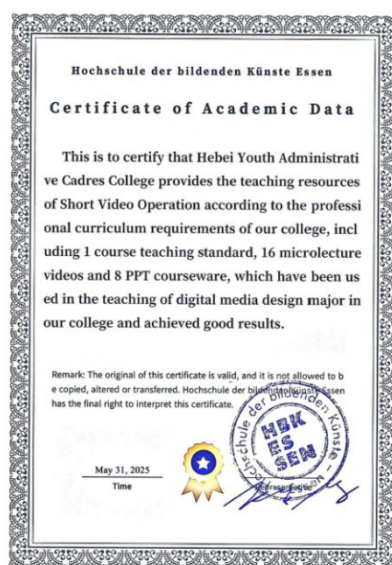 Hochschule der bildenden Künste Essen
Certificate of Academic Data
This is to certify that Hebei Youth Administrati
ve Cadres College provides the teaching resources
of Short Video Operation according to the professi
onal curriculum requirements of our college, incl
uding 1 course teaching standard, 16 microlecture
videos and 8 PPT courseware, which have been us
ed in the teaching of digital media design major in
our college and achieved good results.
Remark: The original of this certificate is valid, and it is not allowed to b
e copied, altered or transferred. Hochschule der bildenden Künste Essen
has the final right to interpret this certificate.
Hochschule der bildenden Künste
HBK
ES
SEN
May 31, 2025
Time
Representative